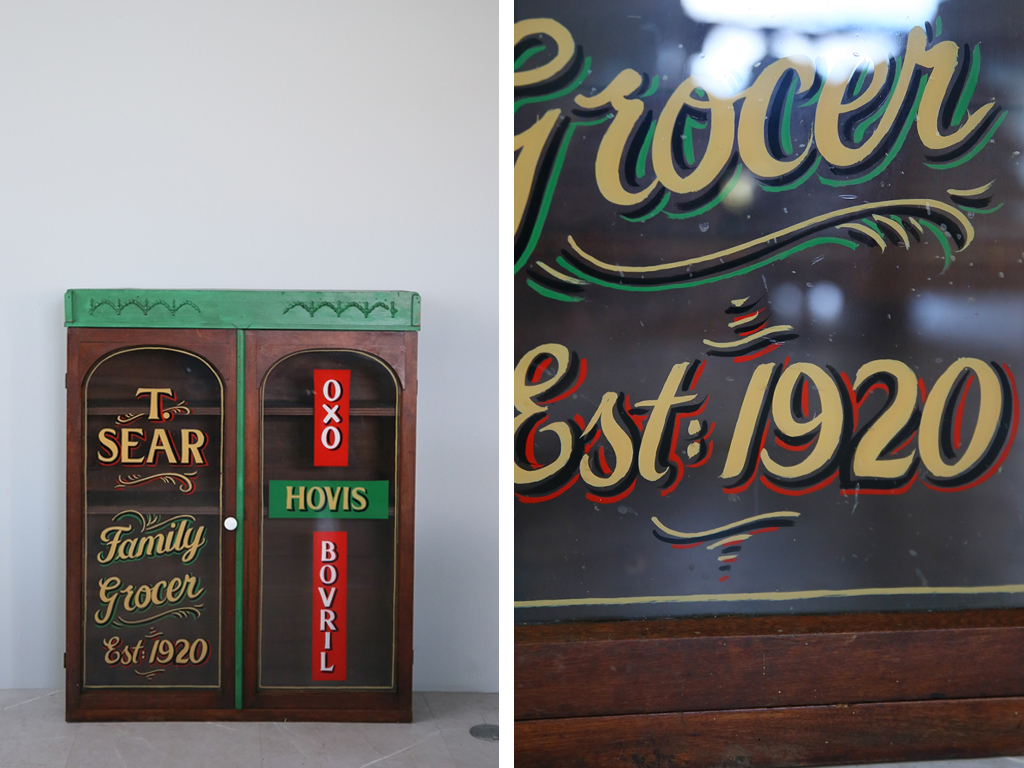 T.
SEAR
Family
Grocer
Est: 1920
OXO
HOVIS
BOVRIL
Grocer
Est: 1920